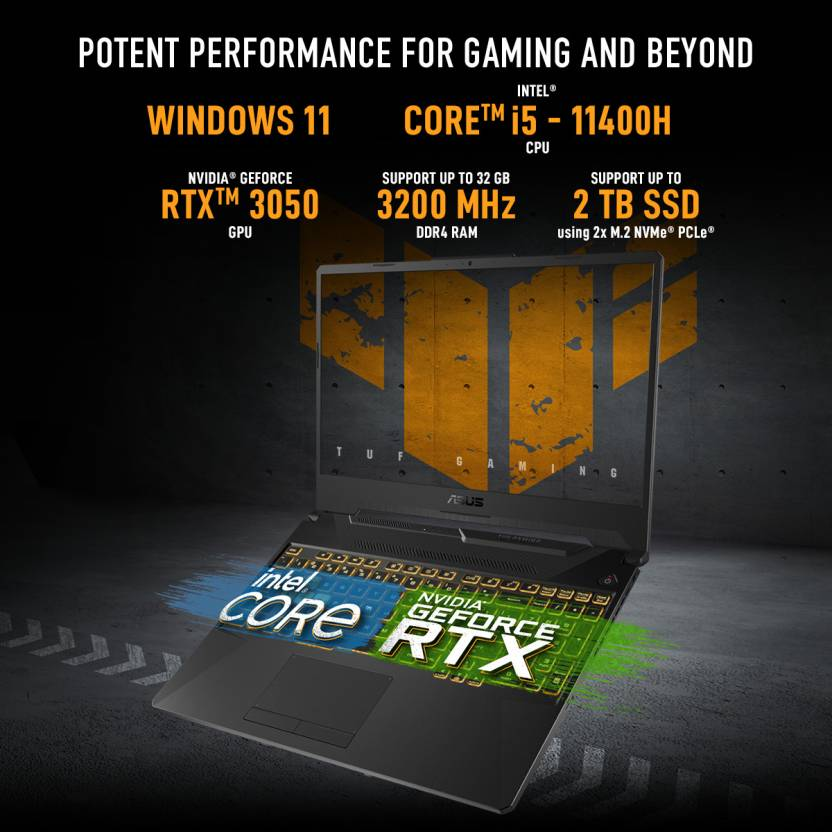 POTENT PERFORMANCE FOR GAMING AND BEYOND
WINDOWS 11
INTEL®
CORE™ i5 - 11400H
CPU
NVIDIA® GEFORCE
RTX™ 3050
GPU
SUPPORT UP TO 32 GB
3200 MHz
DDR4 RAM
SUPPORT UP TO
2 TB SSD
using 2x M.2 NVMe® PCLe®
TUF GAMING
ASUS
intel
CORE
NVIDIA
GEFORCE
RTX